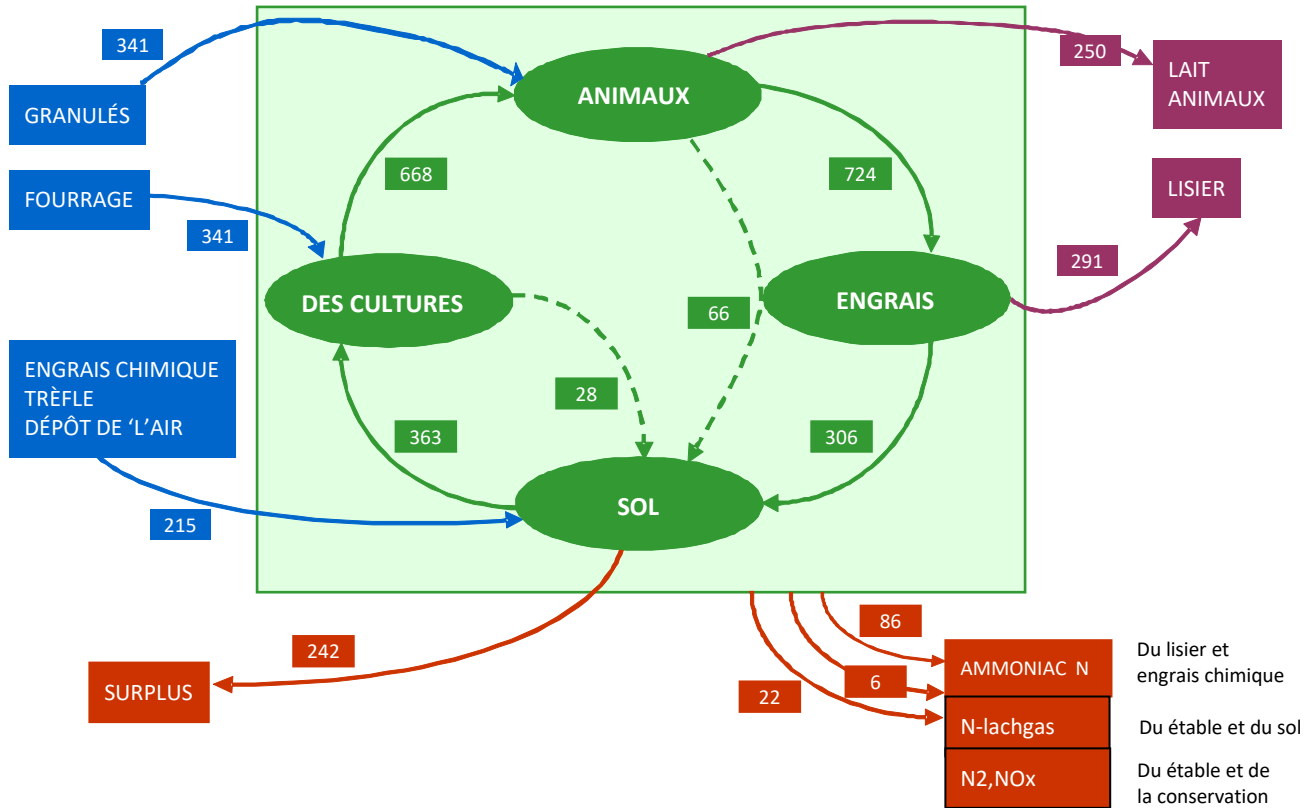 341
ANIMAUX
250
LAIT
ANIMAUX
GRANULÉS
668
724
FOURRAGE
LISIER
341
291
DES CULTURES
66
ENGRAIS
ENGRAIS CHIMIQUE
TRÈFLE
DÉPÔT DE ‘L’AIR
28
363
306
SOL
215
242
86
SURPLUS
22
6
AMMONIAC N
Du lisier et
engrais chimique
N-lachgas
Du étable et du sol
N2,NOx
Du étable et de
la conservation